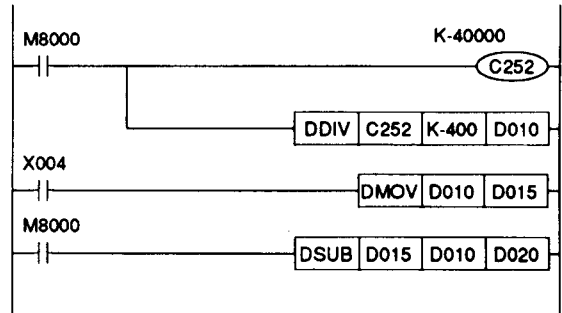 M8000 K-40000
C252
DDIV C252 K-400 D010
X004
DMOV D010 D015
M8000
DSUB D015 D010 D020